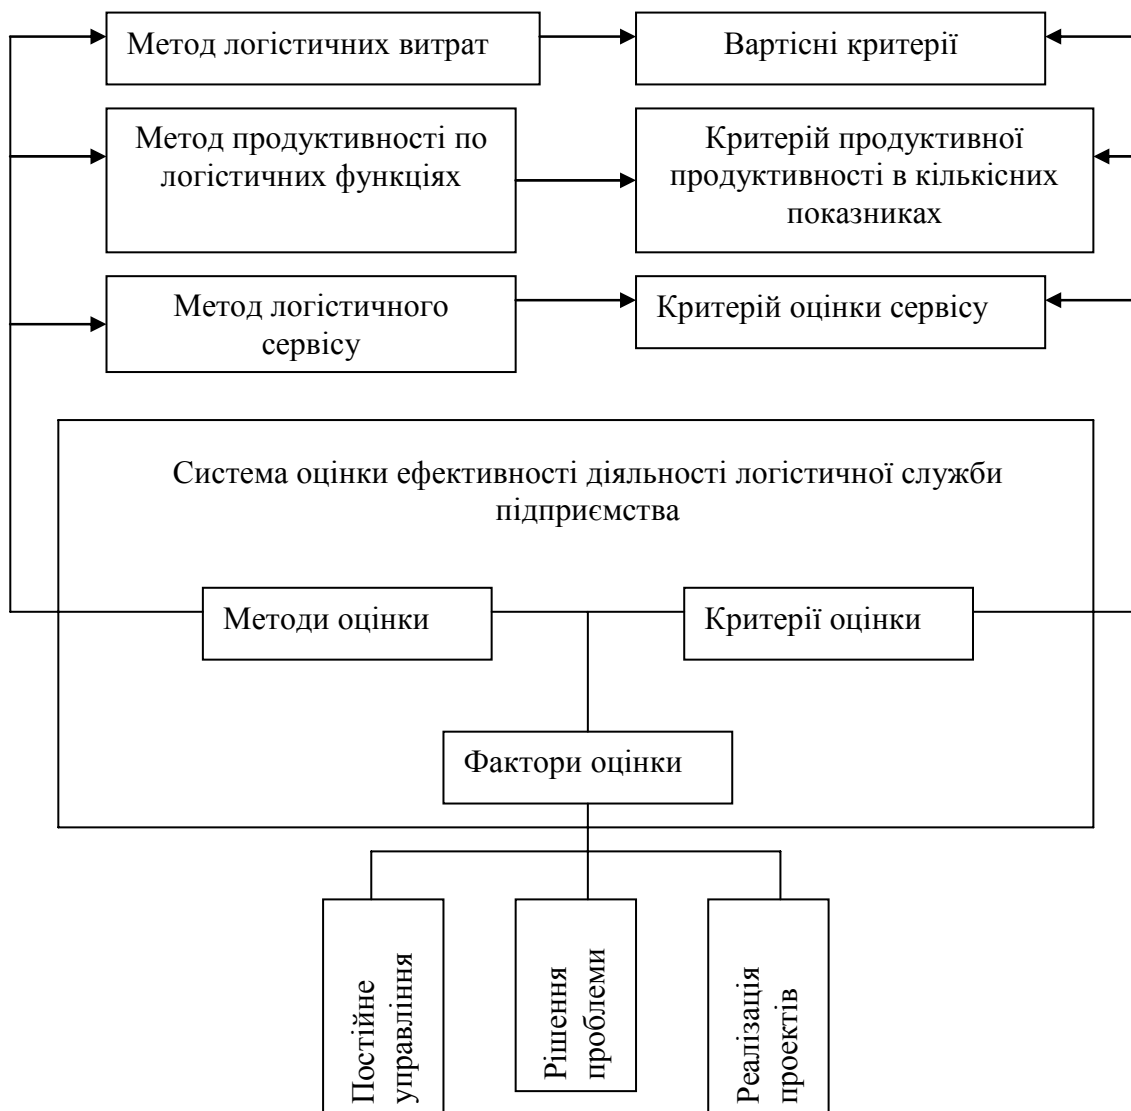 Метод логістичних витрат
Вартісні критерії
Метод продуктивності по
логістичних функціях
Критерій продуктивної
продуктивності в кількісних
показниках
Метод логістичного
сервісу
Критерій оцінки сервісу
Система оцінки ефективності діяльності логістичної служби
підприємства
Методи оцінки
Критерії оцінки
Фактори оцінки
Постійне
управління
Рішення
проблеми
Реалізація
проектів